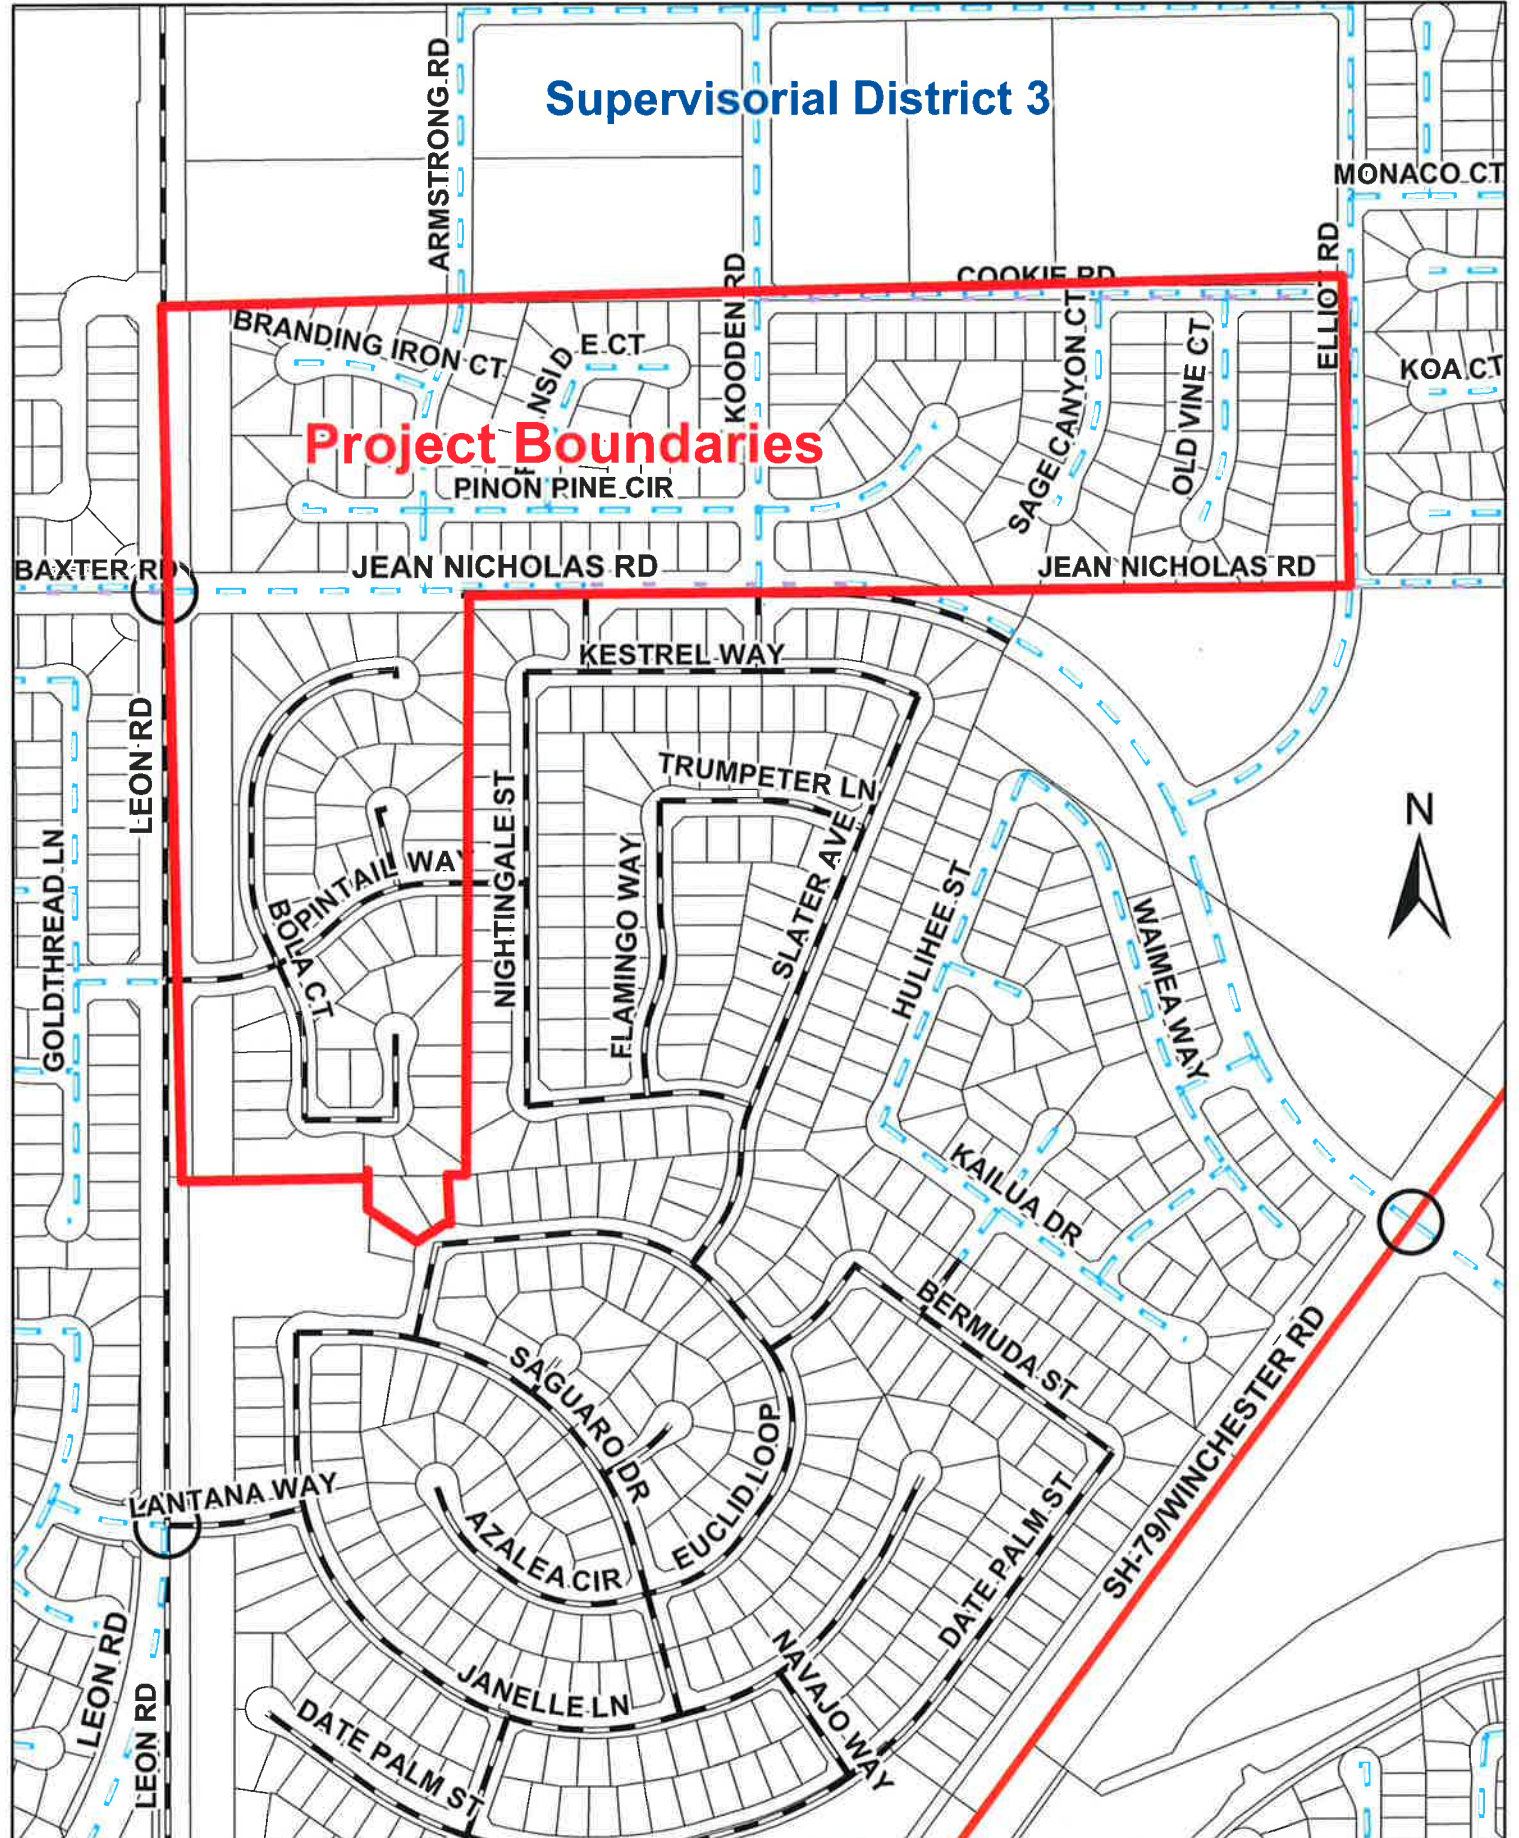 Supervisorial District 3
ARMSTRONG RD
MONACO CT
KOODEN RD
COOKIE RD
ELLIOT RD
BRANDING IRON CT
E CT
NSID
KOA CT
SAGE CANYON CT
OLD VINE CT
Project Boundaries
PINON PINE CIR
BAXTER RD
JEAN NICHOLAS RD
JEAN NICHOLAS RD
KESTREL WAY
LEON RD
TRUMPETER LN
NIGHTINGALE ST
N
GOLDTHREAD LN
PINTAIL WAY
BOLA CT
FLAMINGO WAY
SLATER AVE
HULIHEE ST
WAIMEA WAY
KAILUA DR
BERMUDA ST
SAGUARO DR
EUCLID LOOP
SH-79/WINCHESTER RD
LANTANA WAY
AZALEA CIR
DATE PALM ST
LEON RD
LEON RD
JANELLE LN
NAVAJO WAY
DATE PALM ST